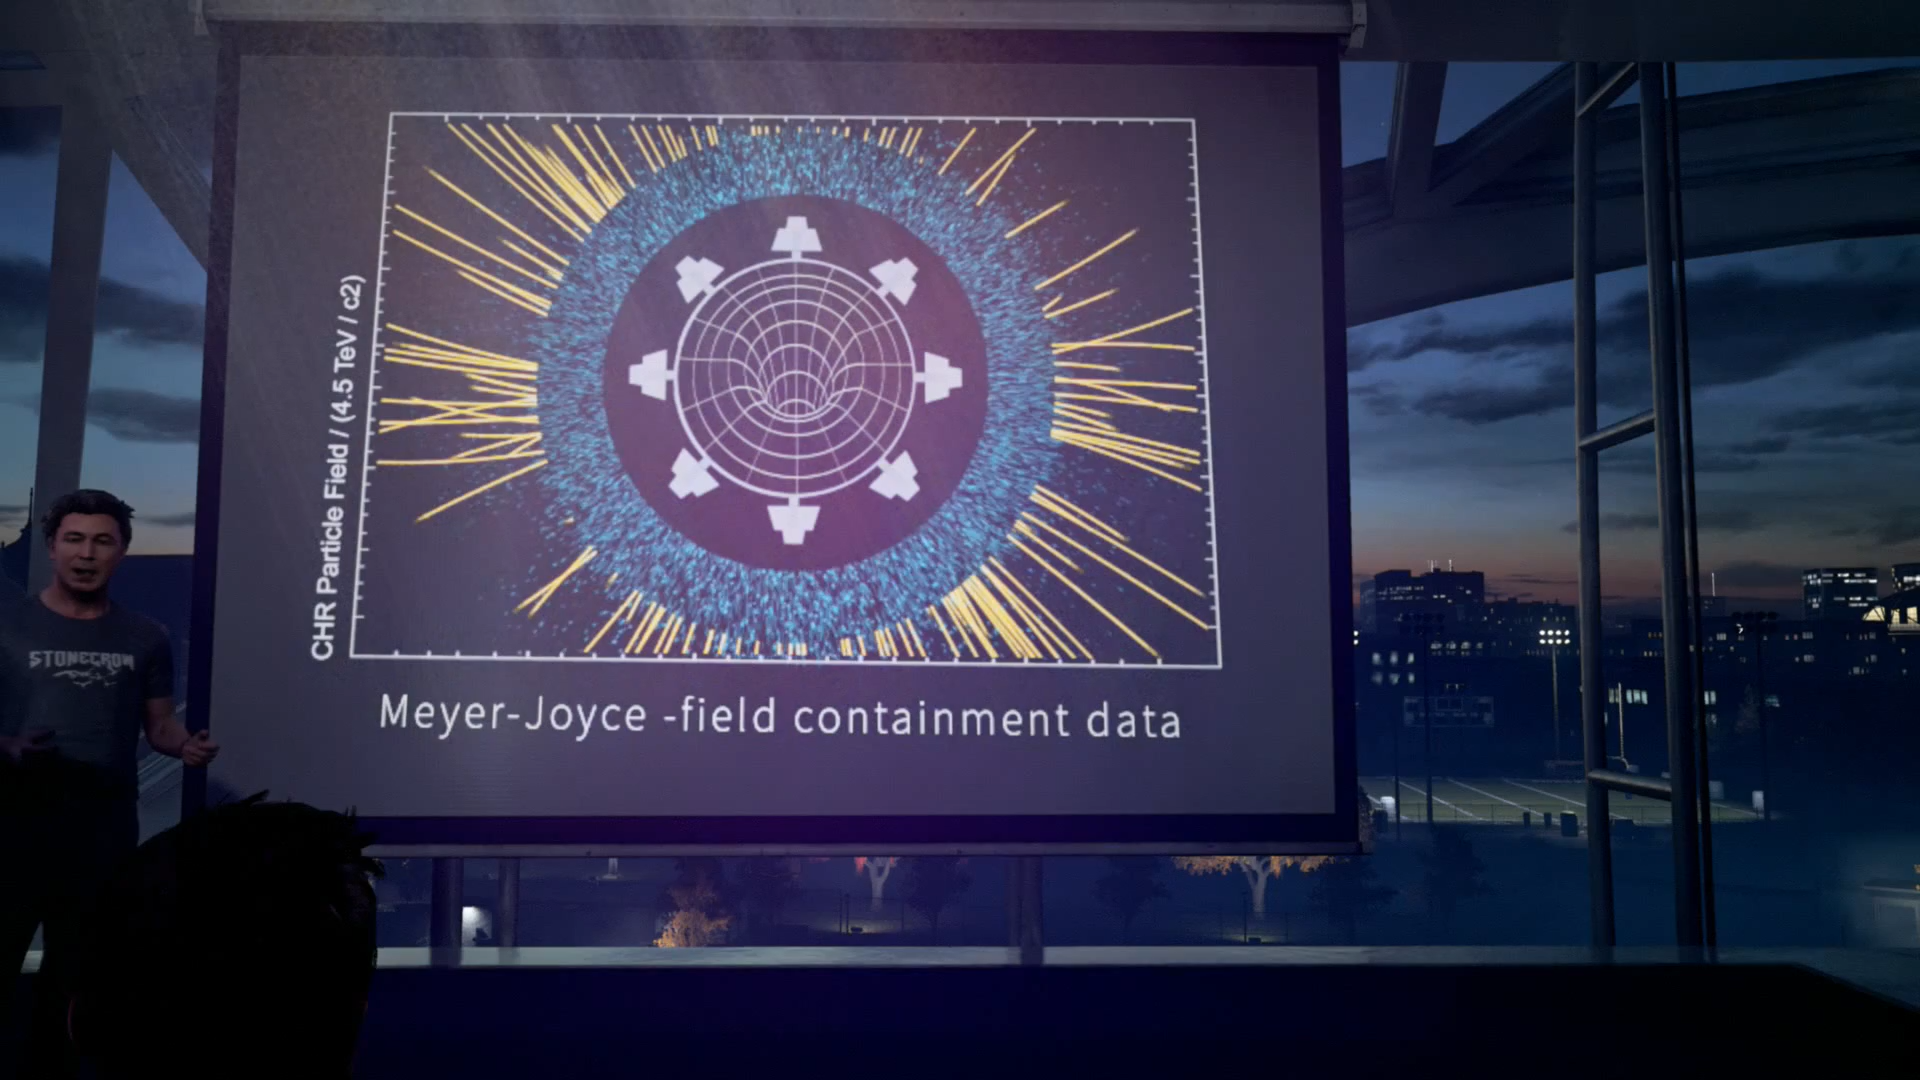 CHR Particle Field / (4.5 TeV / c2)
Meyer-Joyce -field containment data
STONECROW